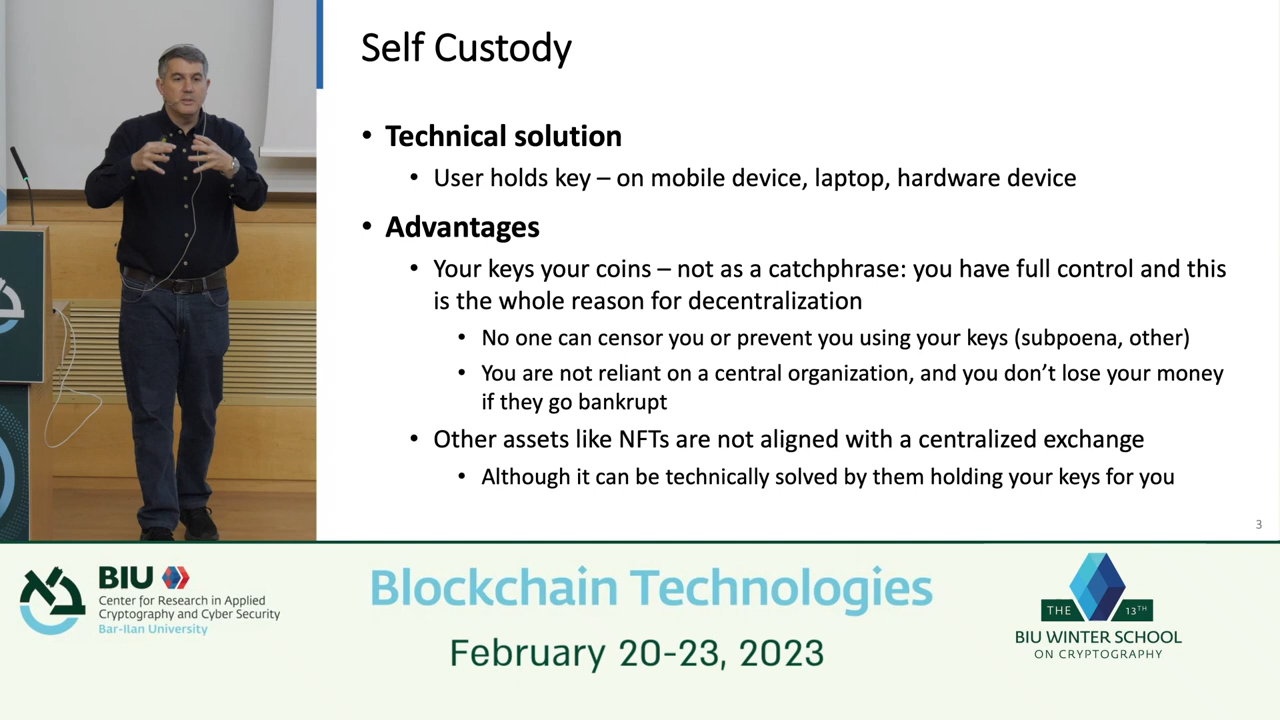 Self Custody
• Technical solution
• User holds key – on mobile device, laptop, hardware device
• Advantages
• Your keys your coins – not as a catchphrase: you have full control and this
is the whole reason for decentralization
• No one can censor you or prevent you using your keys (subpoena, other)
• You are not reliant on a central organization, and you don’t lose your money
if they go bankrupt
• Other assets like NFTs are not aligned with a centralized exchange
• Although it can be technically solved by them holding your keys for you
3
BIU
Center for Research in Applied
Cryptography and Cyber Security
Bar-Ilan University
Blockchain Technologies
February 20-23, 2023
THE 13TH
BIU WINTER SCHOOL
ON CRYPTOGRAPHY